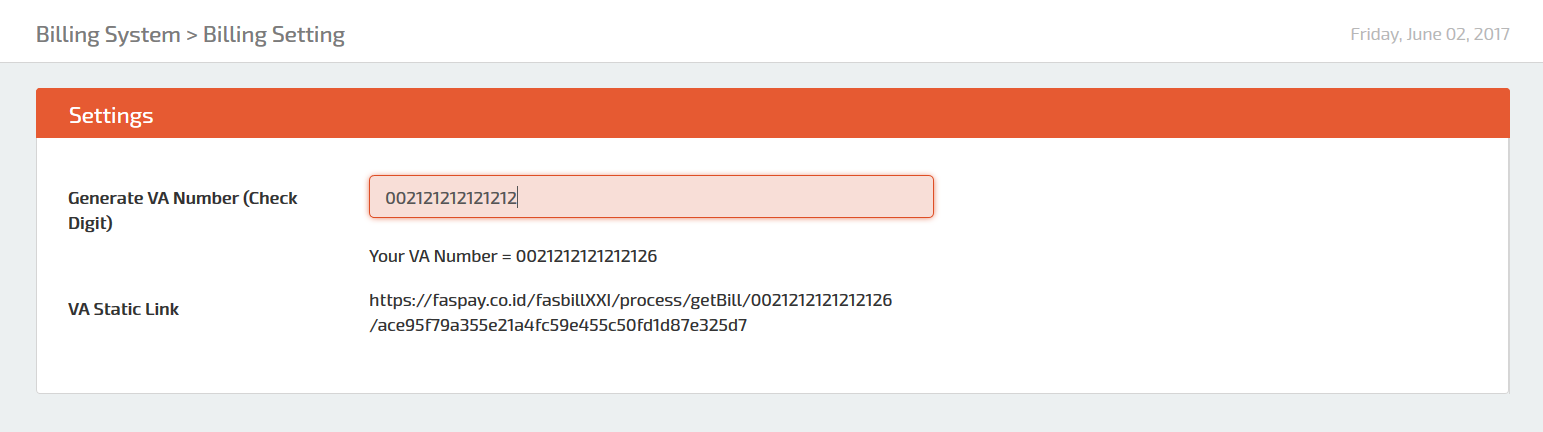 Billing System > Billing Setting
Friday, June 02, 2017
Settings
Generate VA Number (Check
Digit)
002121212121212
Your VA Number = 0021212121212126
VA Static Link
https://faspay.co.id/fasbillXXI/process/getBill/0021212121212126
/ace95f79a355e21a4fc59e455c50fd1d87e325d7